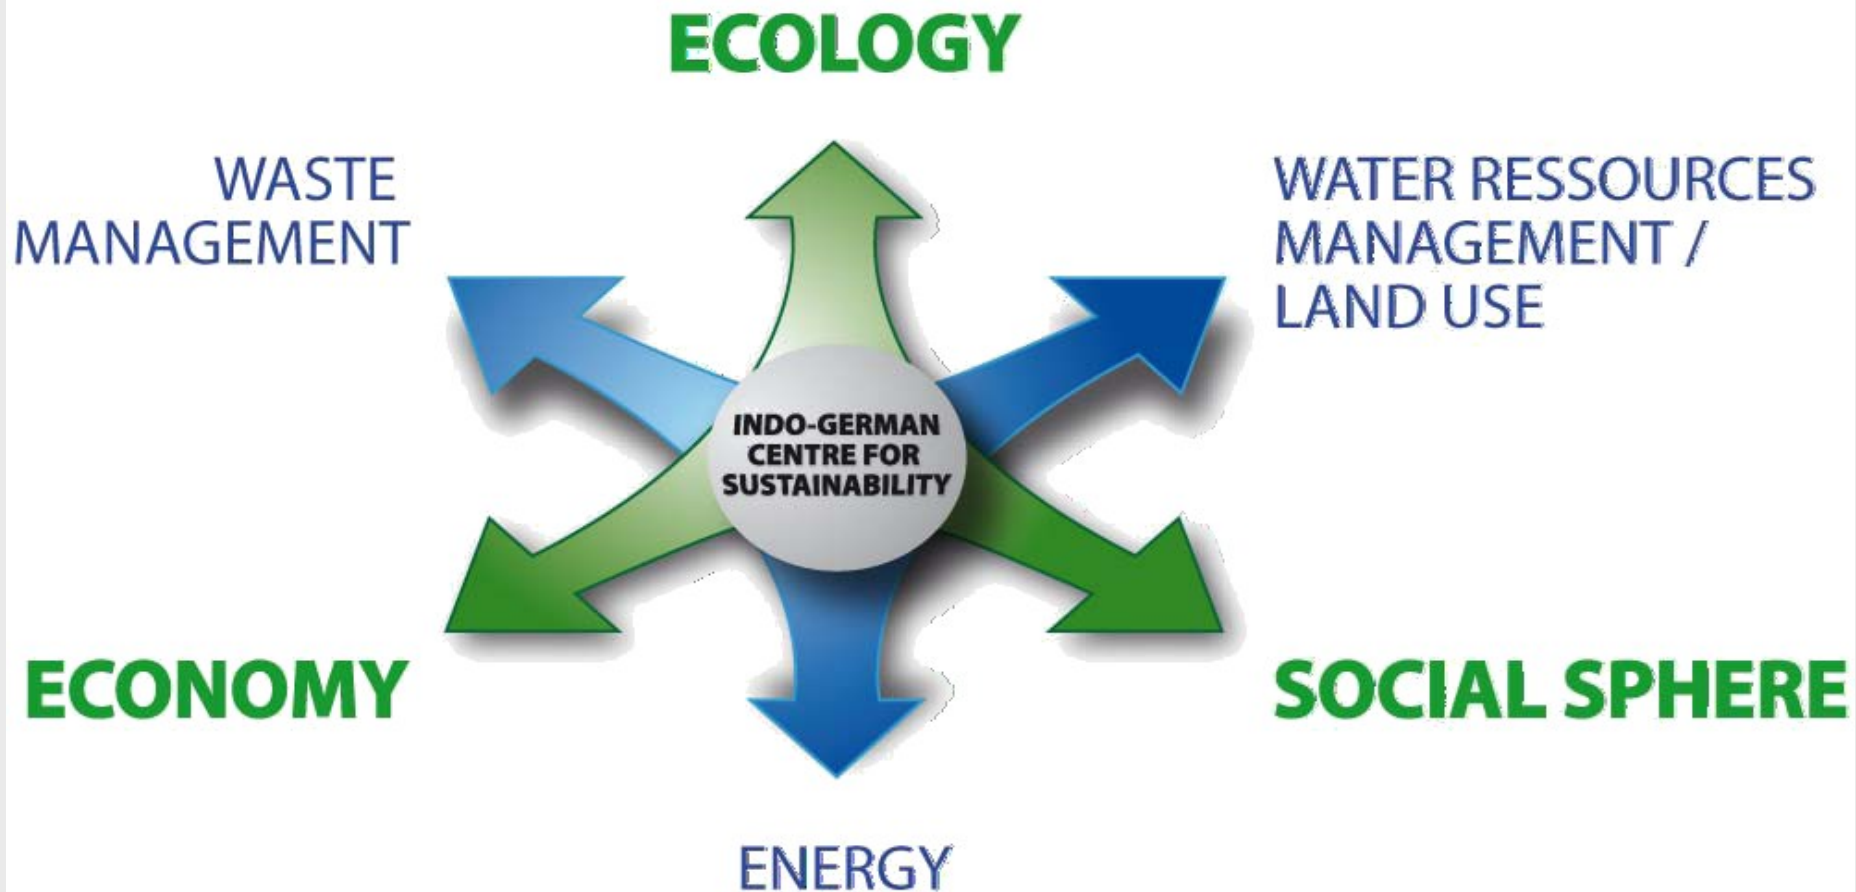 ECOLOGY
WASTE
MANAGEMENT
WATER RESSOURCES
MANAGEMENT /
LAND USE
INDO-GERMAN
CENTRE FOR
SUSTAINABILITY
ECONOMY
SOCIAL SPHERE
ENERGY